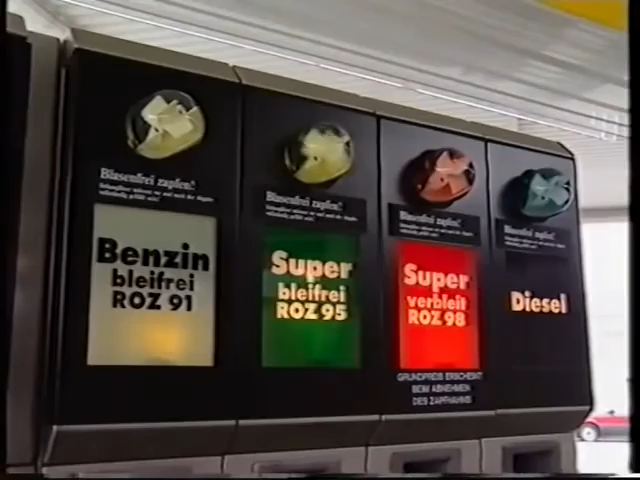 Blasenfrei zapfen!
Benzin
bleifrei
ROZ 91
Blasenfrei zapfen!
Super
bleifrei
ROZ 95
Blasenfrei zapfen!
Super
verbleit
ROZ 98
GRUNDPREIS ERSCHEINT
BEIM ABNEHMEN
DES ZAPFHAHNS
Blasenfrei zapfen!
Diesel